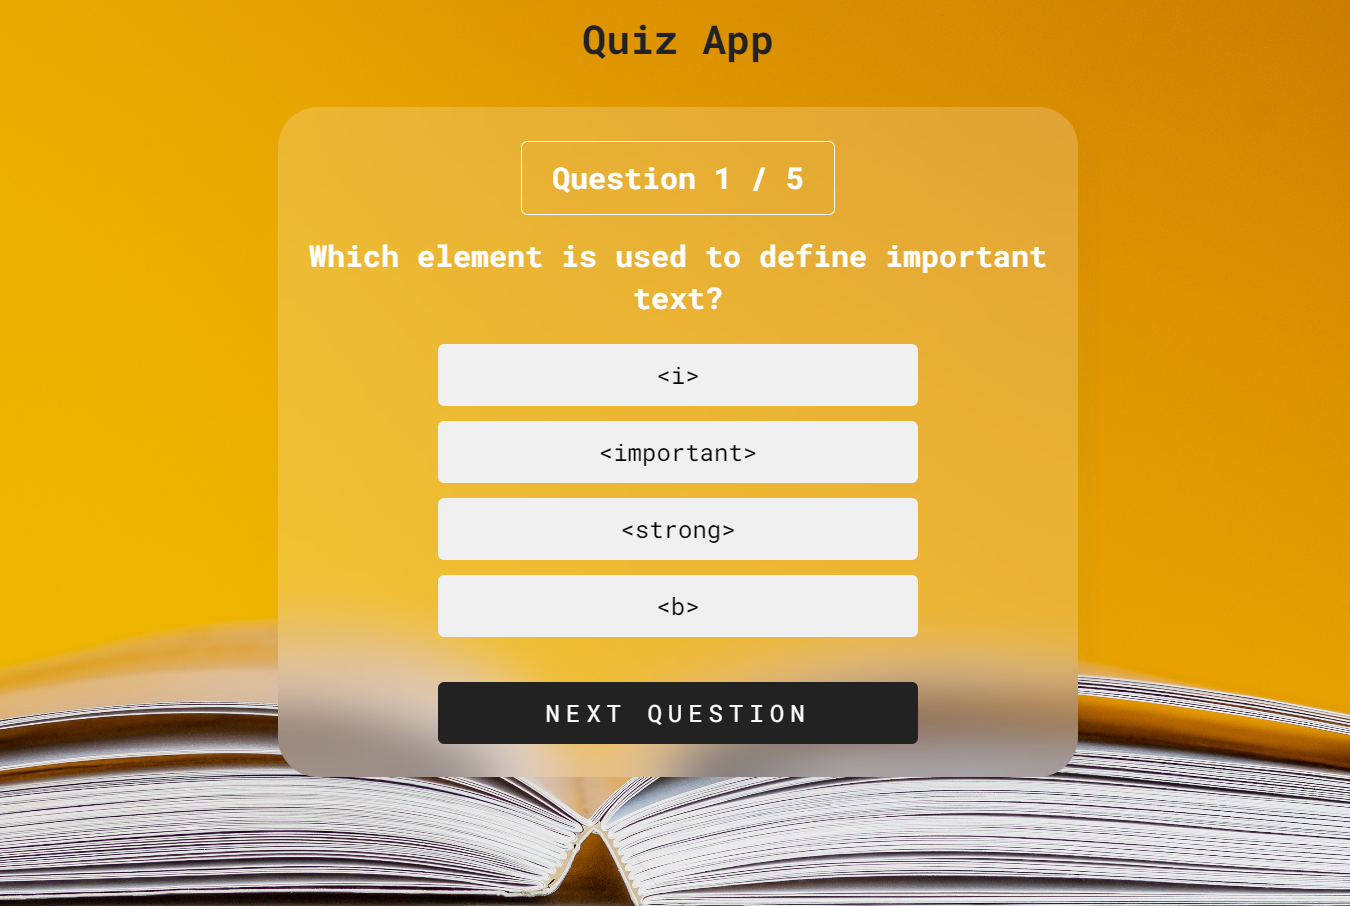 Quiz App
Question 1 / 5
Which element is used to define important
text?
<i>
<important>
<strong>
<b>
NEXT QUESTION